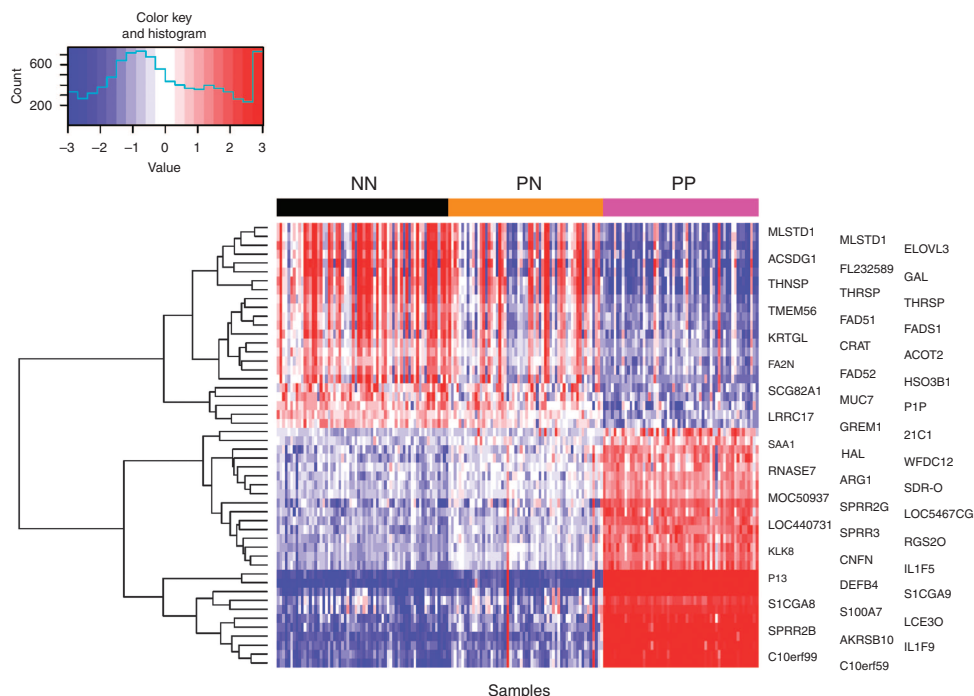 Color key
and histogram
600
200
Count
−3 −2 −1 0 1 2 3
Value
NN PN PP
MLSTD1
MLSTD1
ELOVL3
ACSDG1
FL232589
GAL
THNSP
THRSP
THRSP
TMEM56
FAD51
FADS1
KRTGL
CRAT
ACOT2
FA2N
FAD52
HSO3B1
SCG82A1
MUC7
P1P
LRRC17
GREM1
21C1
SAA1
HAL
WFDC12
RNASE7
ARG1
SDR-O
MOC50937
SPRR2G
LOC5467CG
LOC440731
SPRR3
RGS2O
KLK8
CNFN
IL1F5
P13
DEFB4
S1CGA9
S1CGA8
S100A7
LCE3O
SPRR2B
AKRSB10
IL1F9
C10erf99
C10erf59
Samples